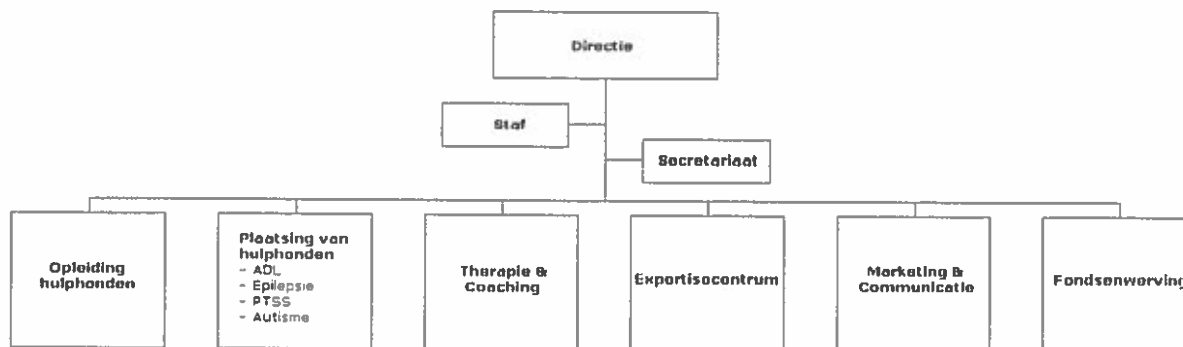 Directie
Staf
Secretariaat
Opleiding
hulphonden
Plaatsing van
hulphonden
- ADL
- Epilepsie
- PTSS
- Autisme
Therapie &
Coaching
Expertisecentrum
Marketing &
Communicatie
Fondsenwerving